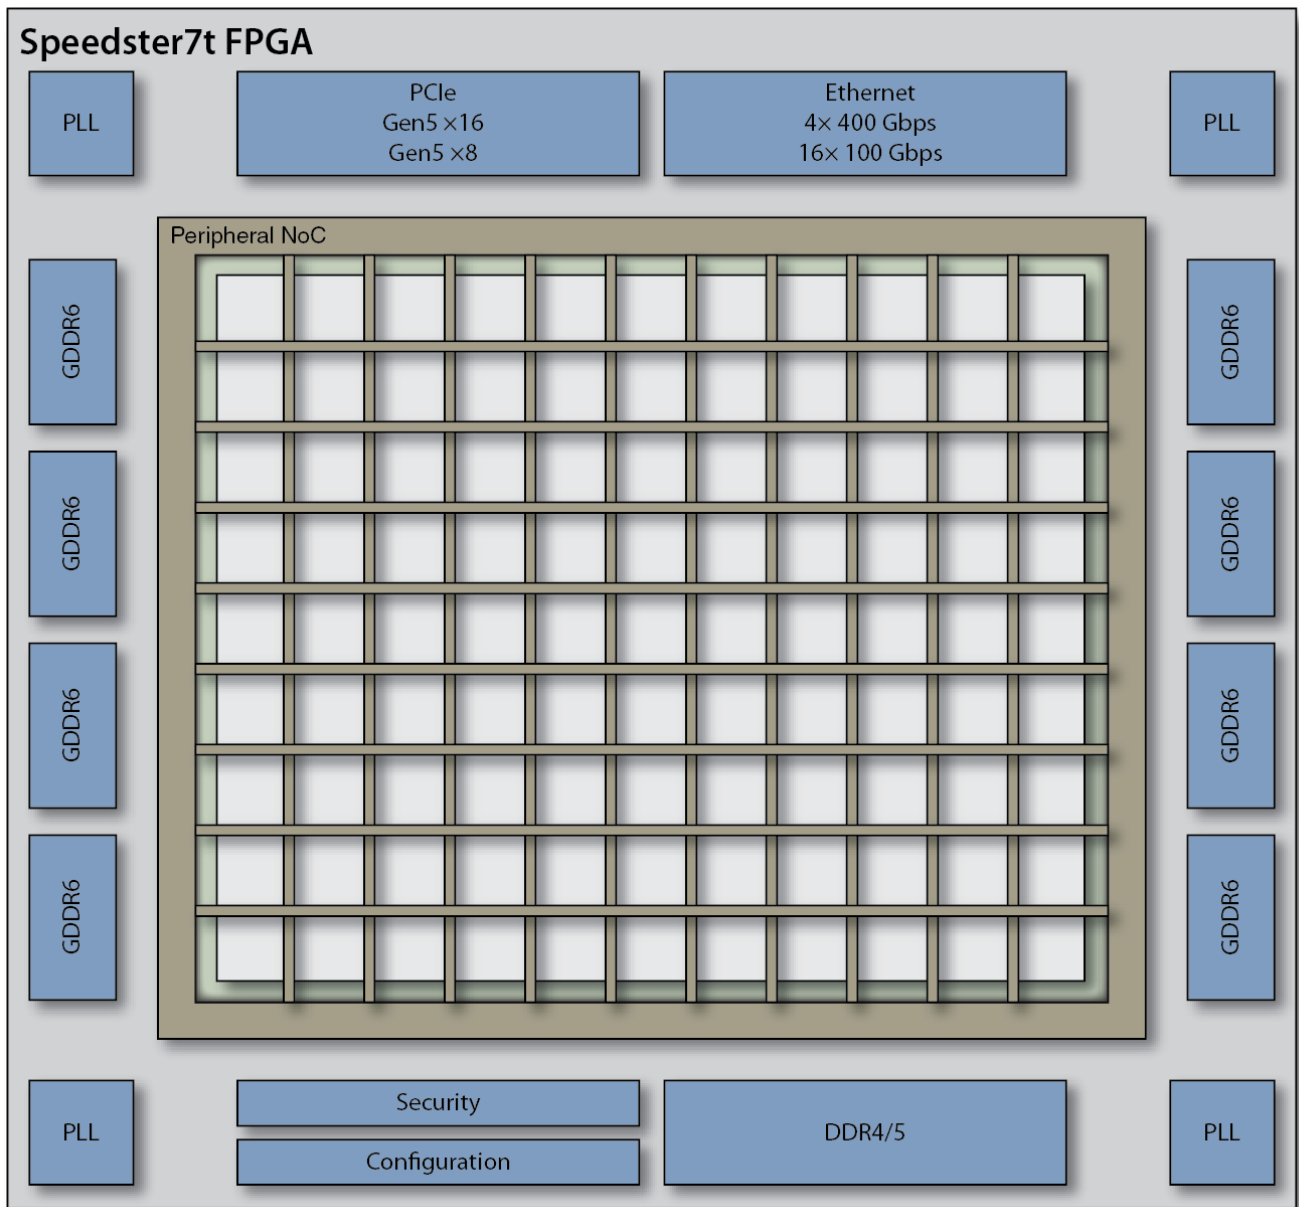 Speedster7t FPGA
PLL
PCIe
Gen5 ×16
Gen5 ×8
Ethernet
4× 400 Gbps
16× 100 Gbps
PLL
Peripheral NoC
GDDR6
GDDR6
GDDR6
GDDR6
GDDR6
GDDR6
GDDR6
GDDR6
PLL
Security
Configuration
DDR4/5
PLL